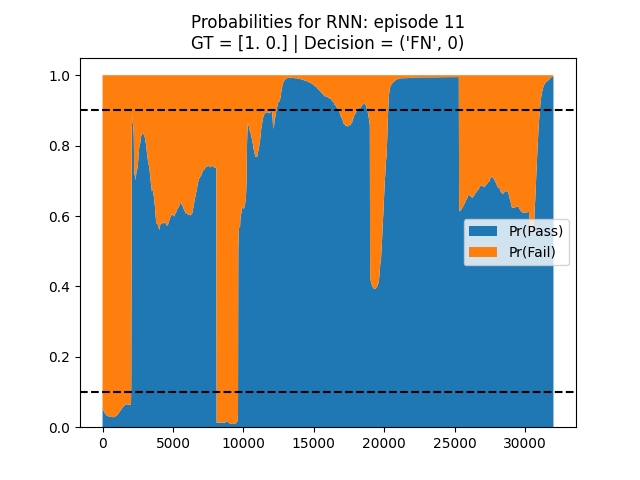 Probabilities for RNN: episode 11
GT = [1. 0.] | Decision = ('FN', 0)
1.0
0.8
0.6
0.4
0.2
0.0
Pr(Pass)
Pr(Fail)
0 5000 10000 15000 20000 25000 30000